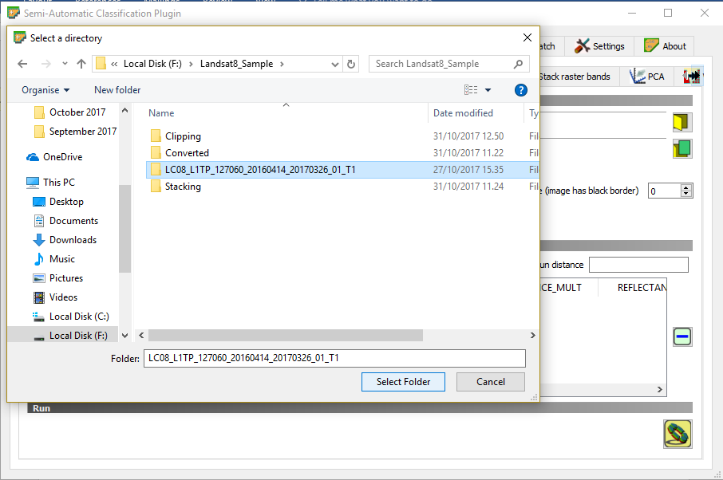 Semi-Automatic Classification Plugin
Select a directory
Local Disk (F:) > Landsat8_Sample >
Search Landsat8_Sample
Organise
New folder
October 2017
September 2017
OneDrive
This PC
Desktop
Documents
Downloads
Music
Pictures
Videos
Local Disk (C:)
Local Disk (F:)
Name Date modified Ty
Clipping 31/10/2017 12.50 Fil
Converted 31/10/2017 11.22 Fil
LC08_L1TP_127060_20160414_20170326_01_T1 27/10/2017 15.35 Fil
Stacking 31/10/2017 11.24 Fil
Folder: LC08_L1TP_127060_20160414_20170326_01_T1
Select Folder Cancel
atch Settings About
Stack raster bands PCA
(image has black border) 0
un distance
CE_MULT REFLECTAN
Run